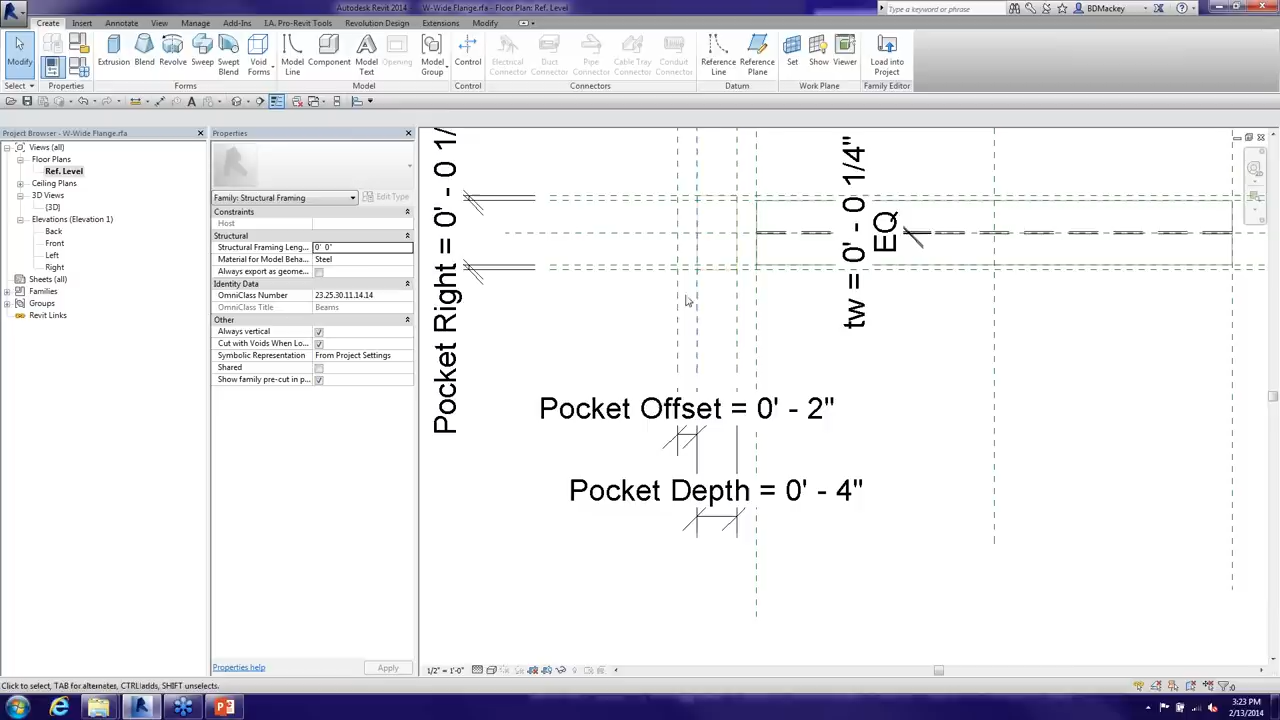 Autodesk Revit 2014 - W-Wide Flange.rfa - Floor Plan: Ref. Level
Type a keyword or phrase
BDMackey
Create Insert Annotate View Manage Add-Ins I.A. Pro-Revit Tools Revolution Design Extensions Modify
Modify Extrusion Blend Revolve Sweep Swept Blend Void Forms Model Line Component Model Text Opening Model Group Control Electrical Connector Duct Connector Pipe Connector Cable Tray Connector Conduit Connector Reference Line Reference Plane Set Show Viewer Load into Project
Select Properties Forms Model Control Connectors Datum Work Plane Family Editor
Project Browser - W-Wide Flange.rfa
Views (all)
Floor Plans
Ref. Level
Ceiling Plans
3D Views
{3D}
Elevations (Elevation 1)
Back
Front
Left
Right
Sheets (all)
Families
Groups
Revit Links
Properties
Family: Structural Framing
Edit Type
Constraints
Host
Structural
Structural Framing Leng... 0' 0"
Material for Model Beha... Steel
Always export as geome...
Identity Data
OmniClass Number 23.25.30.11.14.14
OmniClass Title Beams
Other
Always vertical
Cut with Voids When Lo...
Symbolic Representation From Project Settings
Shared
Show family pre-cut in p...
Properties help
Apply
Pocket Right = 0' - 0 1/
tw = 0' - 0 1/4"
EQ
Pocket Offset = 0' - 2"
Pocket Depth = 0' - 4"
1/2" = 1'-0"
Click to select, TAB for alternates, CTRL adds, SHIFT unselects.
:0
3:23 PM
2/13/2014